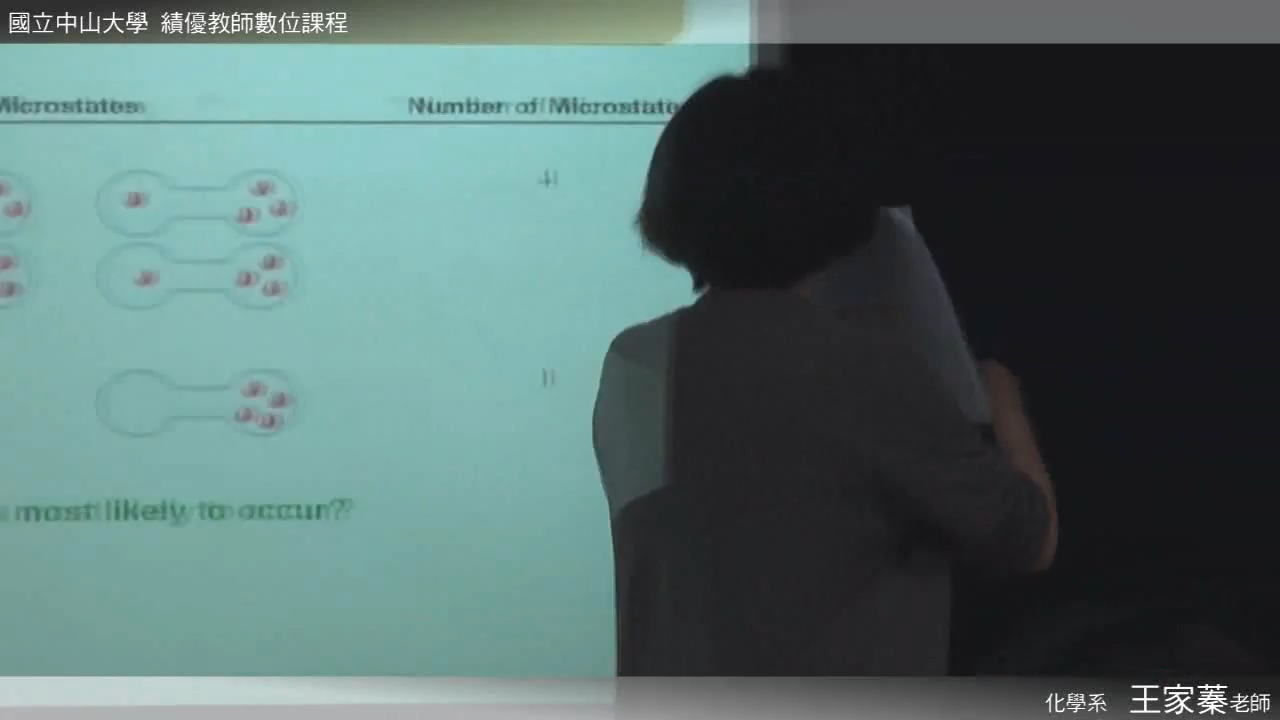 國立中山大學 績優教師數位課程
Microstates
Number of Microstate
4
1
most likely to occur?
化學系 王家蓁老師